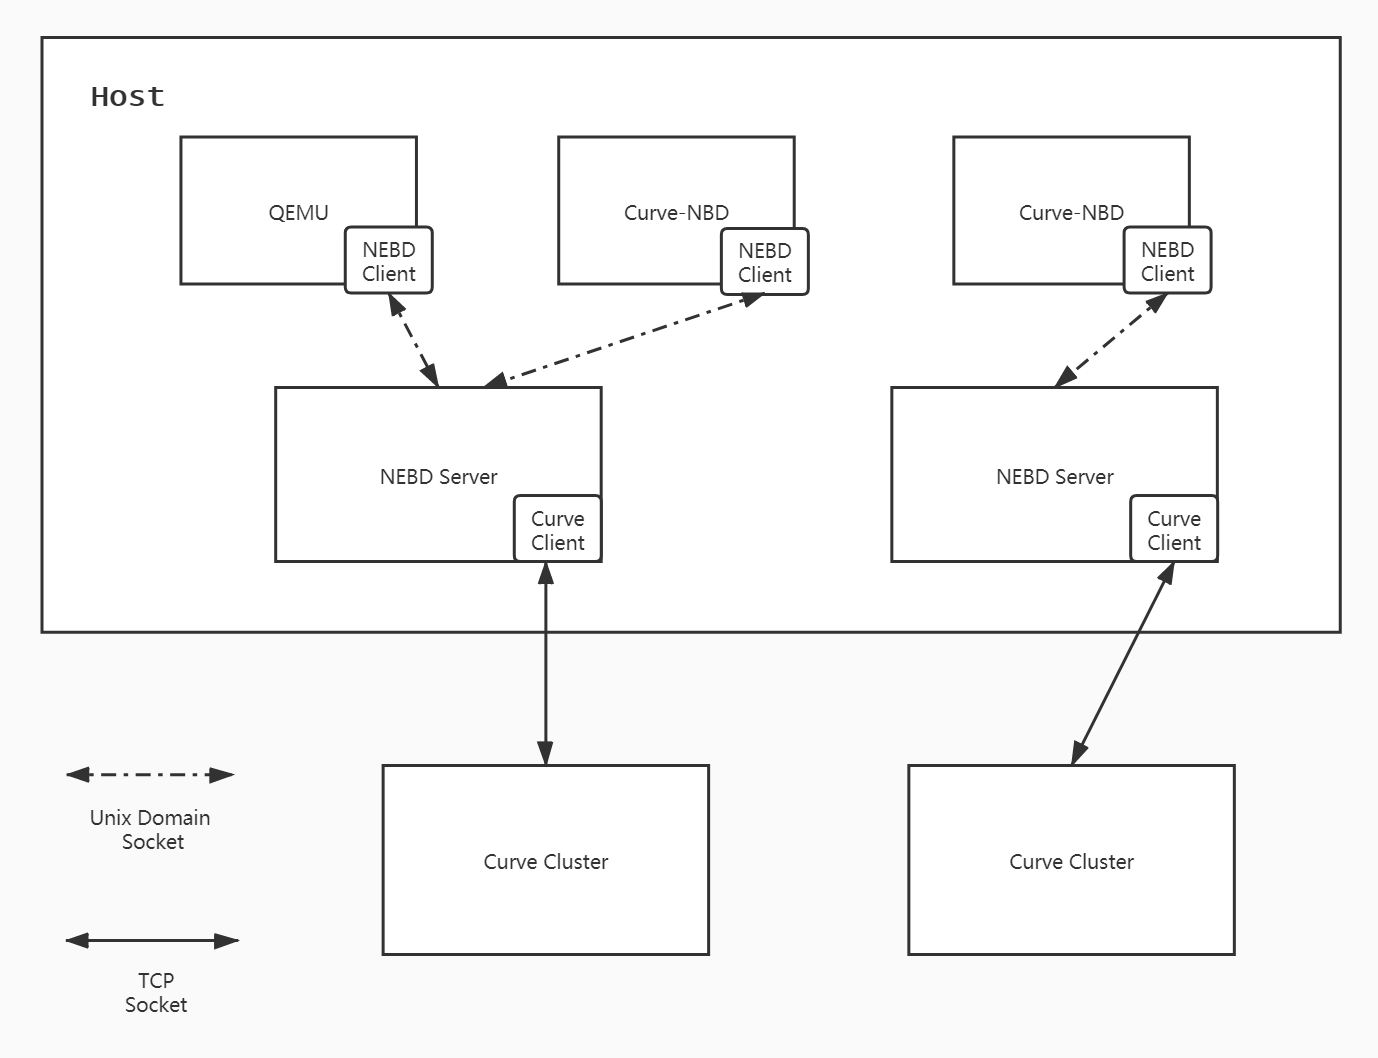 Host
QEMU
NEBD
Client
Curve-NBD
NEBD
Client
Curve-NBD
NEBD
Client
NEBD Server
Curve
Client
NEBD Server
Curve
Client
Unix Domain
Socket
Curve Cluster
Curve Cluster
TCP
Socket